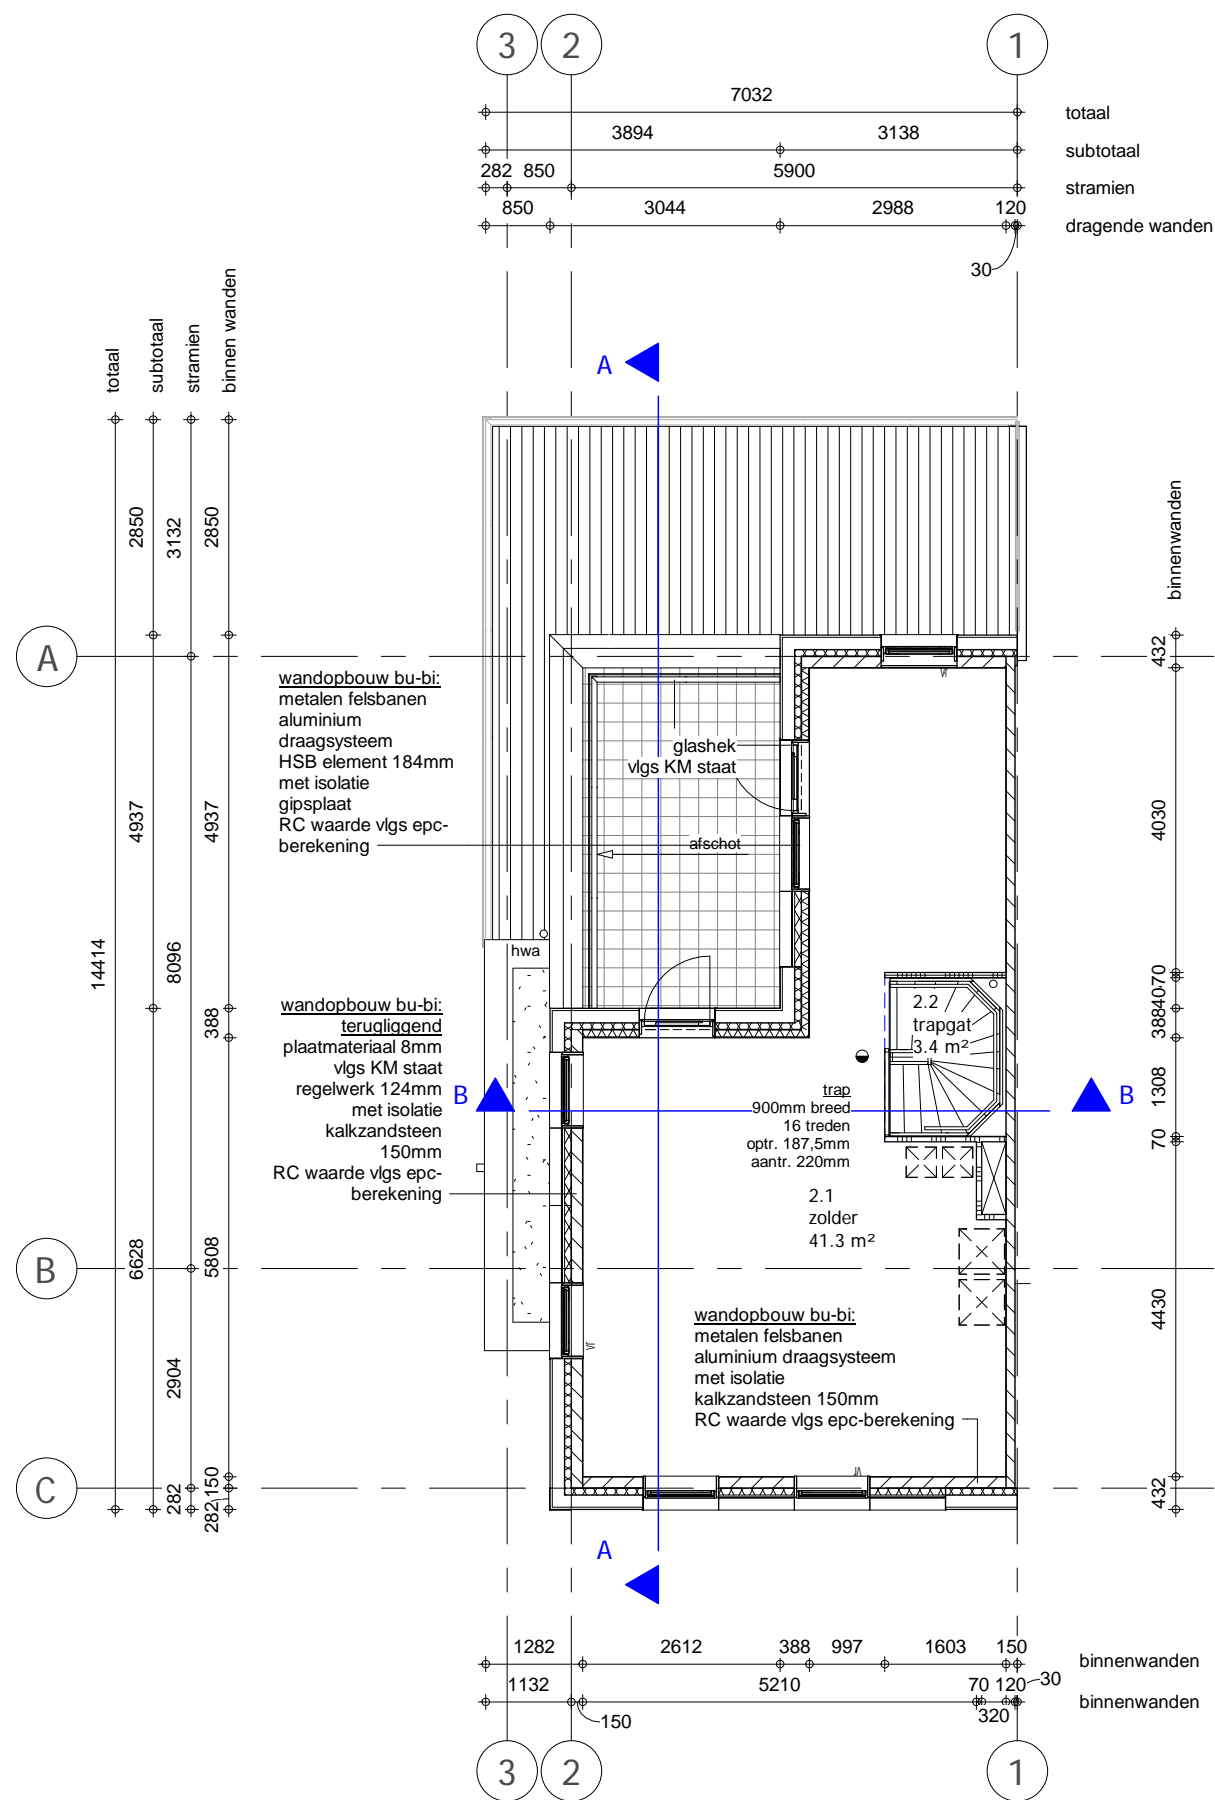 3
2
1
7032
totaal
3894
3138
subtotaal
282
850
5900
stramien
850
3044
2988
120
dragende wanden
30
totaal
subtotaal
stramien
binnen wanden
A
2850
3132
2850
binnenwanden
A
432
wandopbouw bu-bi:
metalen felsbanen
aluminium
draagsysteem
HSB element 184mm
met isolatie
gipsplaat
RC waarde vlgs epc-
berekening
glashek
vlgs KM staat
afschot
4937
4937
4030
14414
8096
hwa
388
70
40
388
1308
70
wandopbouw bu-bi:
terugliggend
plaatmateriaal 8mm
vlgs KM staat
regelwerk 124mm
met isolatie
kalkzandsteen
150mm
RC waarde vlgs epc-
berekening
2.2
trapgat
3.4 m²
B
B
trap
900mm breed
16 treden
optr. 187,5mm
aantr. 220mm
2.1
zolder
41.3 m²
B
6628
5808
4430
wandopbouw bu-bi:
metalen felsbanen
aluminium draagsysteem
met isolatie
kalkzandsteen 150mm
RC waarde vlgs epc-berekening
2904
C
282
282
150
432
A
1282
2612
388
997
1603
150
binnenwanden
1132
5210
70
120
30
binnenwanden
150
320
3
2
1